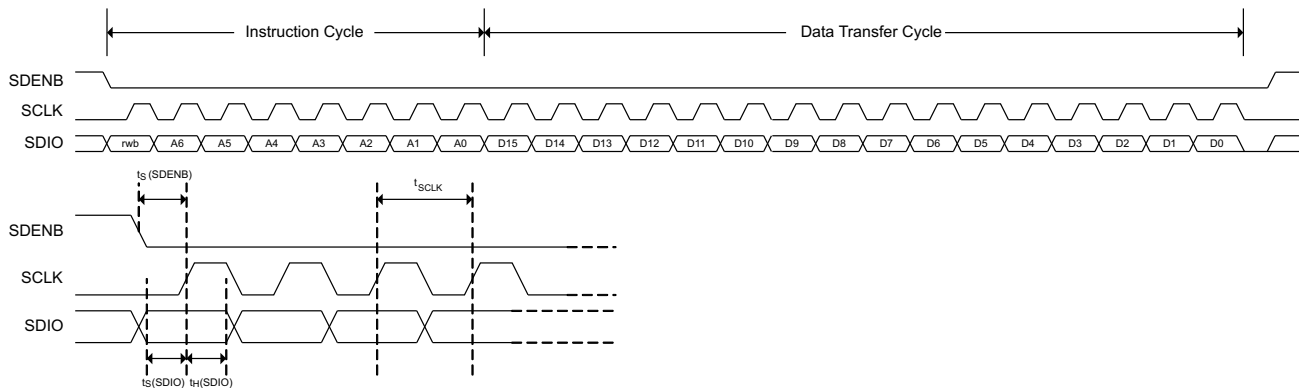 Instruction Cycle
Data Transfer Cycle
SDENB
SCLK
SDIO
rwb A6 A5 A4 A3 A2 A1 A0 D15 D14 D13 D12 D11 D10 D9 D8 D7 D6 D5 D4 D3 D2 D1 D0
tS(SDENB)
tSCLK
SDENB
SCLK
SDIO
tS(SDIO) tH(SDIO)